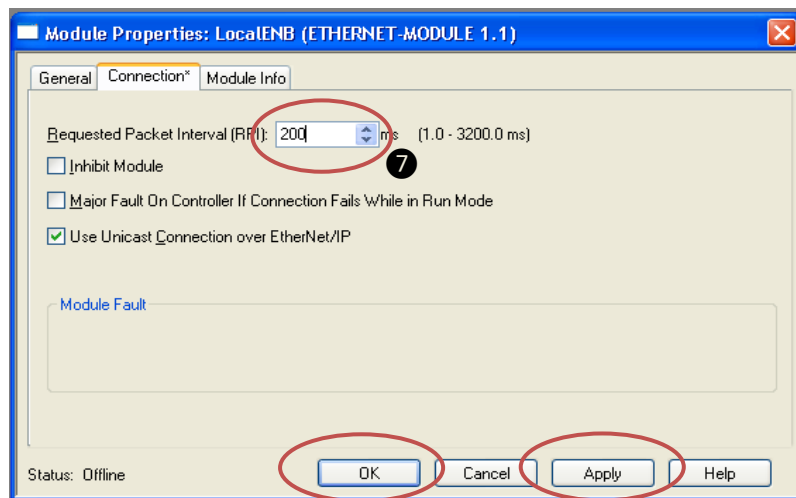 Module Properties: LocalENB (ETHERNET-MODULE 1.1)
General Connection* Module Info
Requested Packet Interval (RPI): 200 ms (1.0 - 3200.0 ms)
7
Inhibit Module
Major Fault On Controller If Connection Fails While in Run Mode
Use Unicast Connection over EtherNet/IP
Module Fault
Status: Offline OK Cancel Apply Help